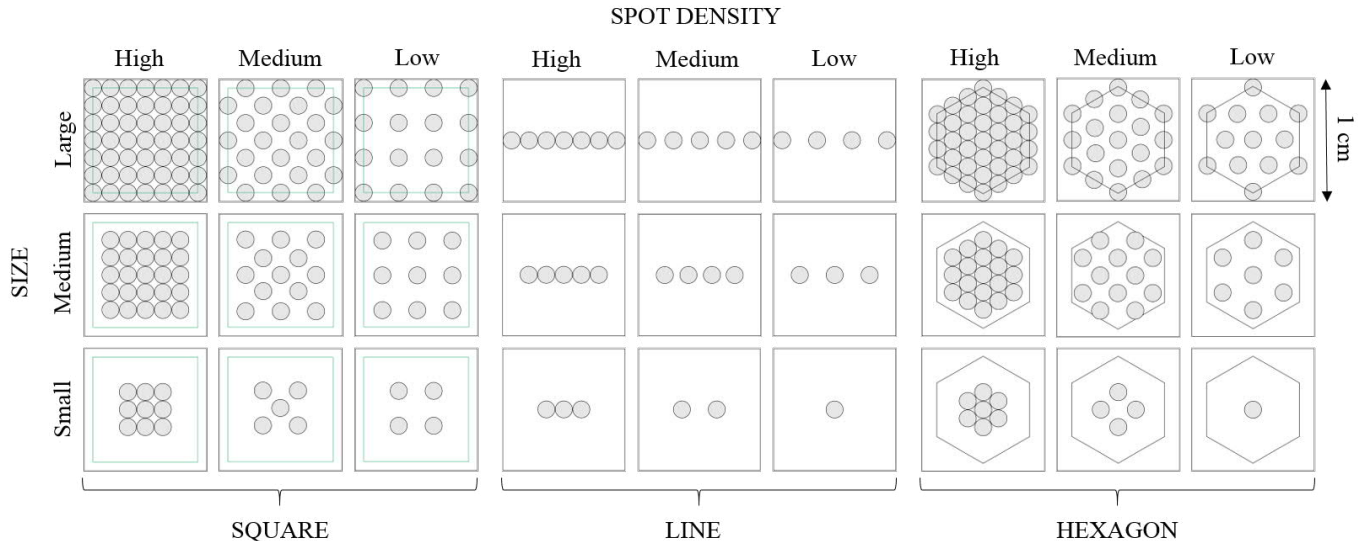 SPOT DENSITY
High Medium Low High Medium Low High Medium Low
Large
1 cm
SIZE
Medium
Small
SQUARE LINE HEXAGON